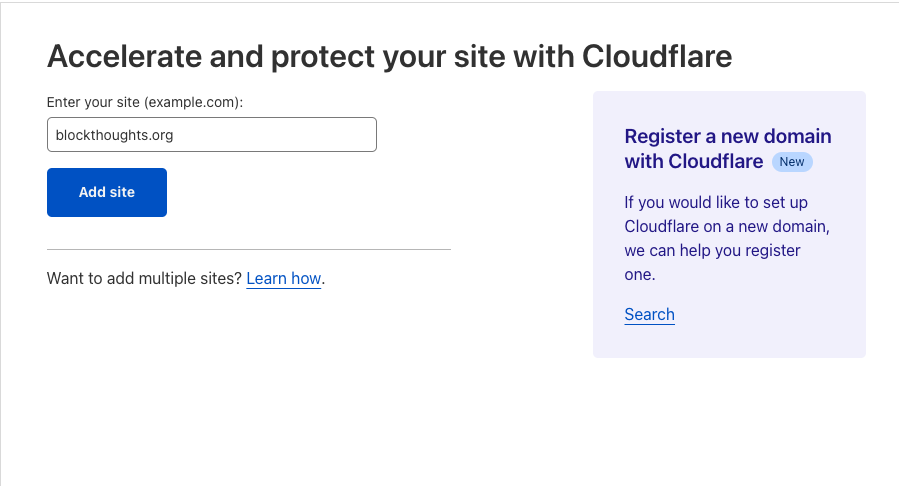 Accelerate and protect your site with Cloudflare
Enter your site (example.com):
blockthoughts.org
Add site
Want to add multiple sites? Learn how.
Register a new domain
with Cloudflare New
If you would like to set up
Cloudflare on a new domain,
we can help you register
one.
Search